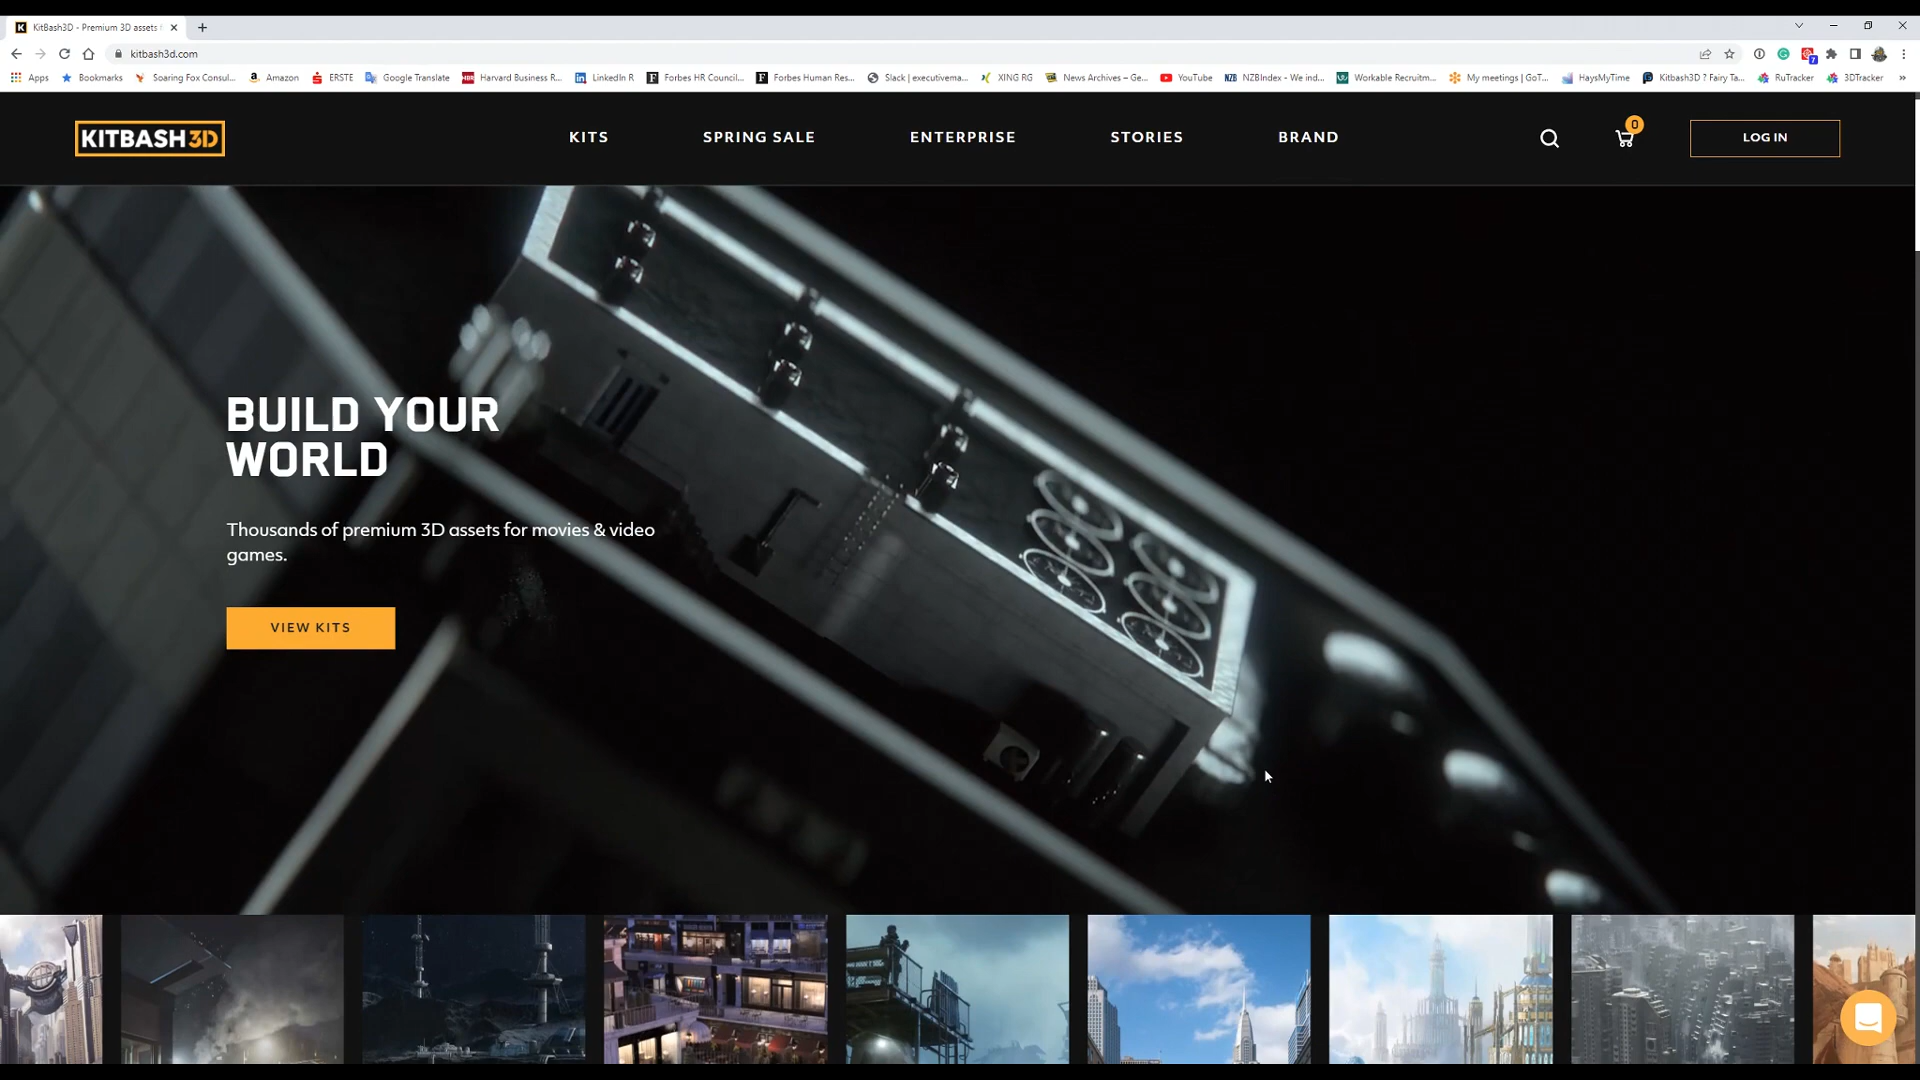 KitBash3D - Premium 3D assets
kitbash3d.com
Apps
Bookmarks
Soaring Fox Consul...
Amazon
ERSTE
Google Translate
Harvard Business R...
LinkedIn R
Forbes HR Council...
Forbes Human Res...
Slack | executivema...
XING RG
News Archives – Ge...
YouTube
NZBIndex - We ind...
Workable Recruitm...
My meetings | GoT...
HaysMyTime
Kitbash3D ? Fairy Ta...
RuTracker
3DTracker
KITBASH3D
KITS
SPRING SALE
ENTERPRISE
STORIES
BRAND
0
LOG IN
BUILD YOUR
WORLD
Thousands of premium 3D assets for movies & video
games.
VIEW KITS